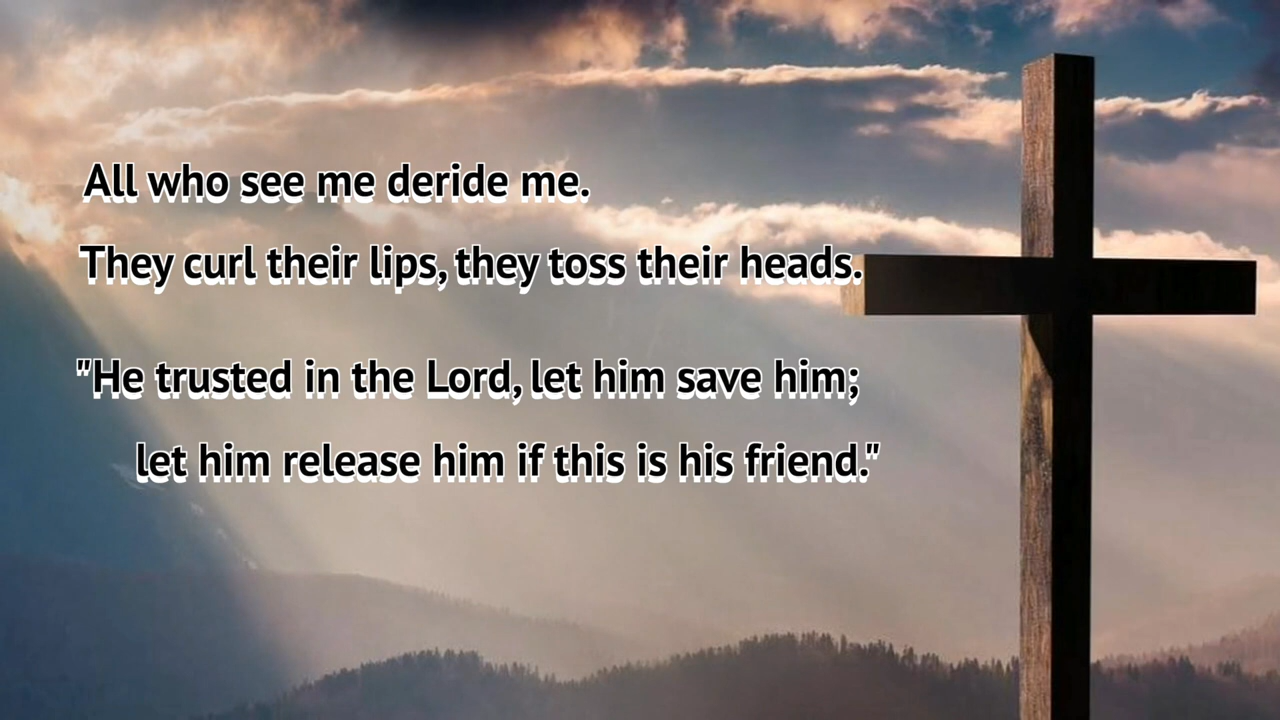 All who see me deride me.
They curl their lips, they toss their heads.
"He trusted in the Lord, let him save him;
let him release him if this is his friend."